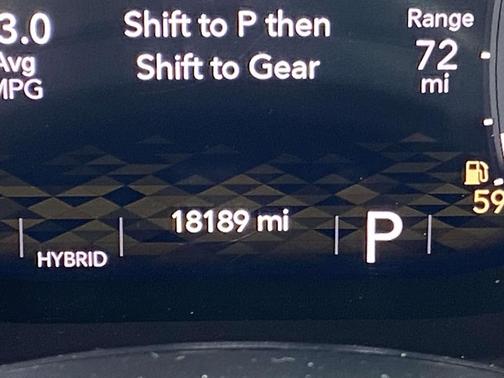 3.0
Avg
MPG
Shift to P then
Shift to Gear
Range
72
mi
59
HYBRID
18189 mi
P